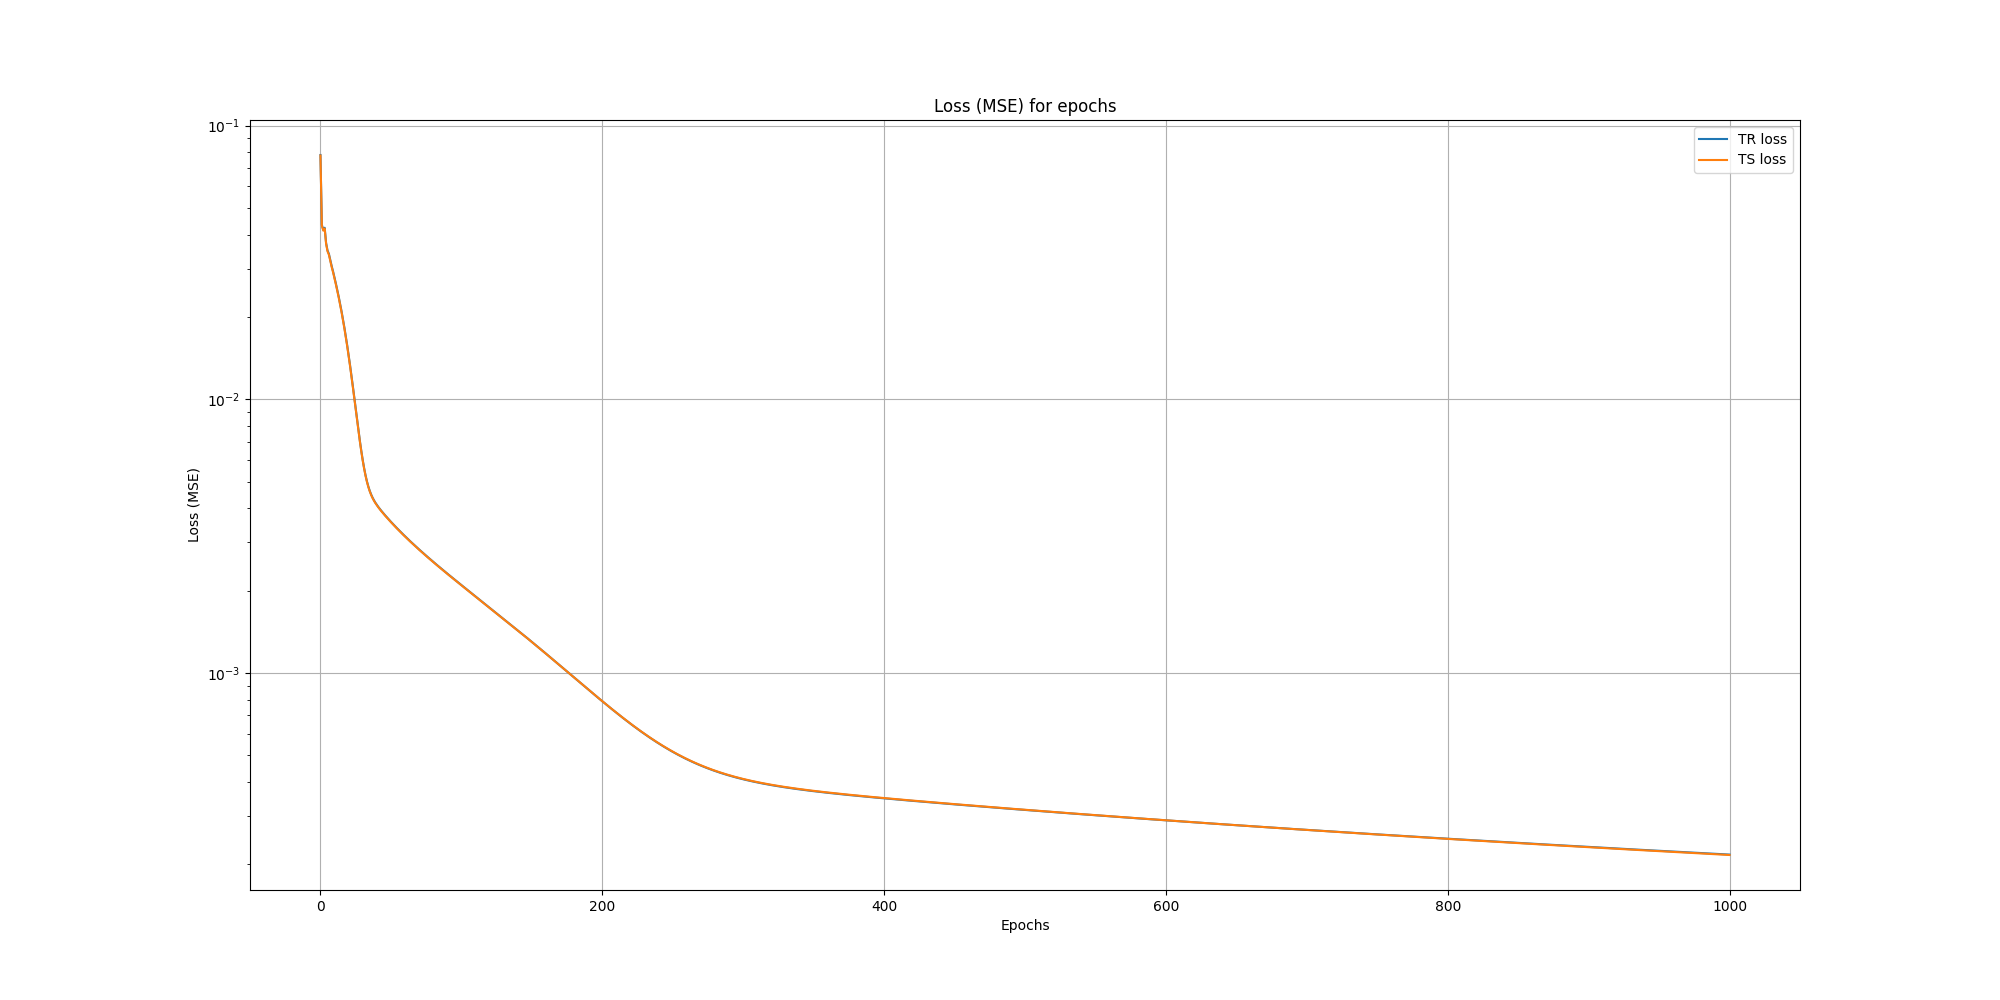 Loss (MSE) for epochs
TR loss
TS loss
10⁻¹
10⁻²
10⁻³
Loss (MSE)
0 200 400 600 800 1000
Epochs